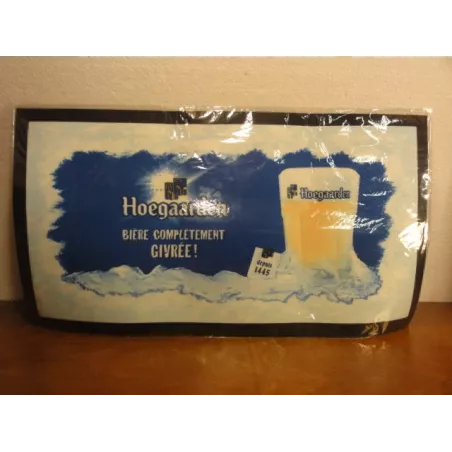 Hoegaarden
BIÈRE COMPLÈTEMENT
GIVRÉE !
Hoegaarden
depuis
1445